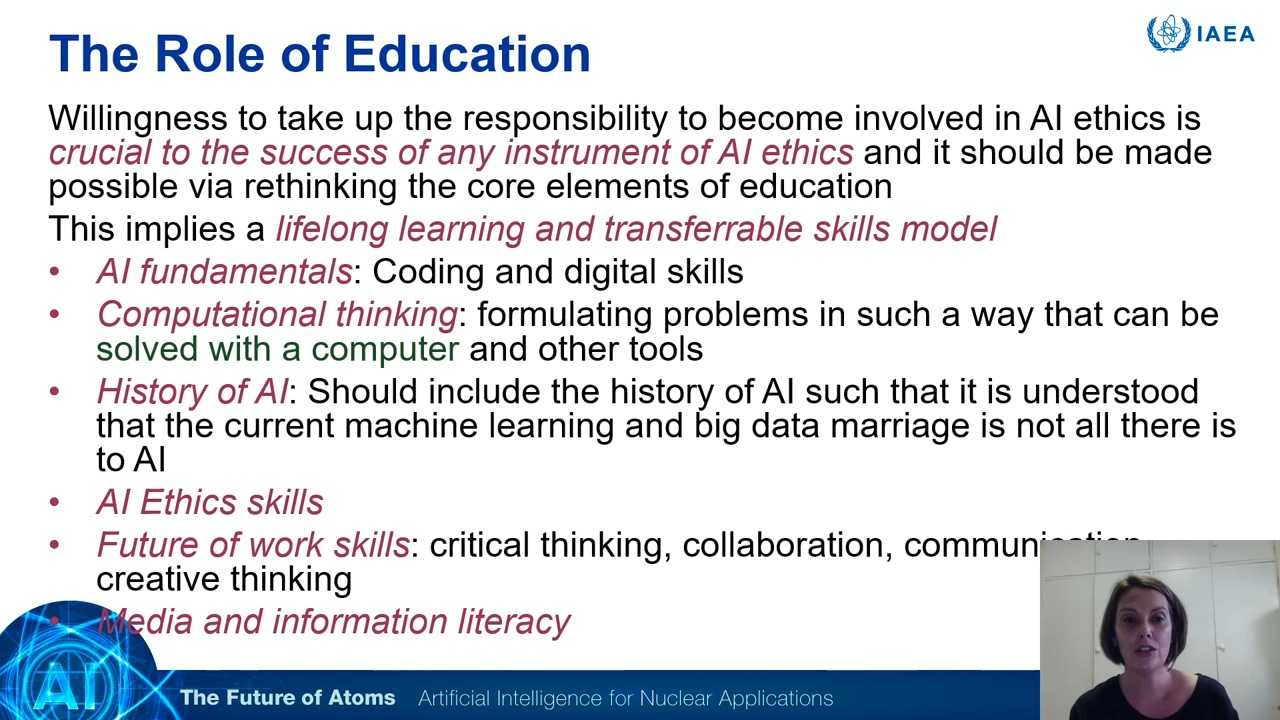 The Role of Education
IAEA
Willingness to take up the responsibility to become involved in AI ethics is
crucial to the success of any instrument of AI ethics and it should be made
possible via rethinking the core elements of education
This implies a lifelong learning and transferrable skills model
• AI fundamentals: Coding and digital skills
• Computational thinking: formulating problems in such a way that can be
solved with a computer and other tools
• History of AI: Should include the history of AI such that it is understood
that the current machine learning and big data marriage is not all there is
to AI
• AI Ethics skills
• Future of work skills: critical thinking, collaboration, communication,
creative thinking
• Media and information literacy
AI
The Future of Atoms Artificial Intelligence for Nuclear Applications